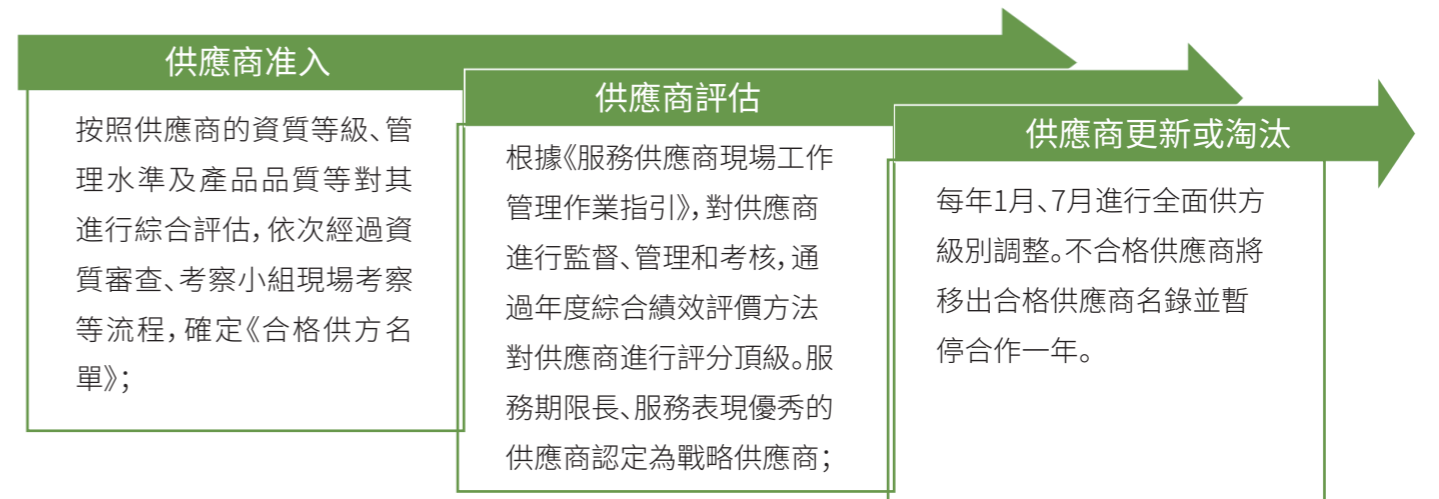 供應商准入
按照供應商的資質等級、管
理水準及產品品質等對其
進行綜合評估，依次經過資
質審查、考察小組現場考察
等流程，確定《合格供方名
單》；
供應商評估
根據《服務供應商現場工作
管理作業指引》，對供應商
進行監督、管理和考核，通
過年度綜合績效評價方法
對供應商進行評分頂級。服
務期限長、服務表現優秀的
供應商認定為戰略供應商；
供應商更新或淘汰
每年1月、7月進行全面供方
級別調整。不合格供應商將
移出合格供應商名錄並暫
停合作一年。